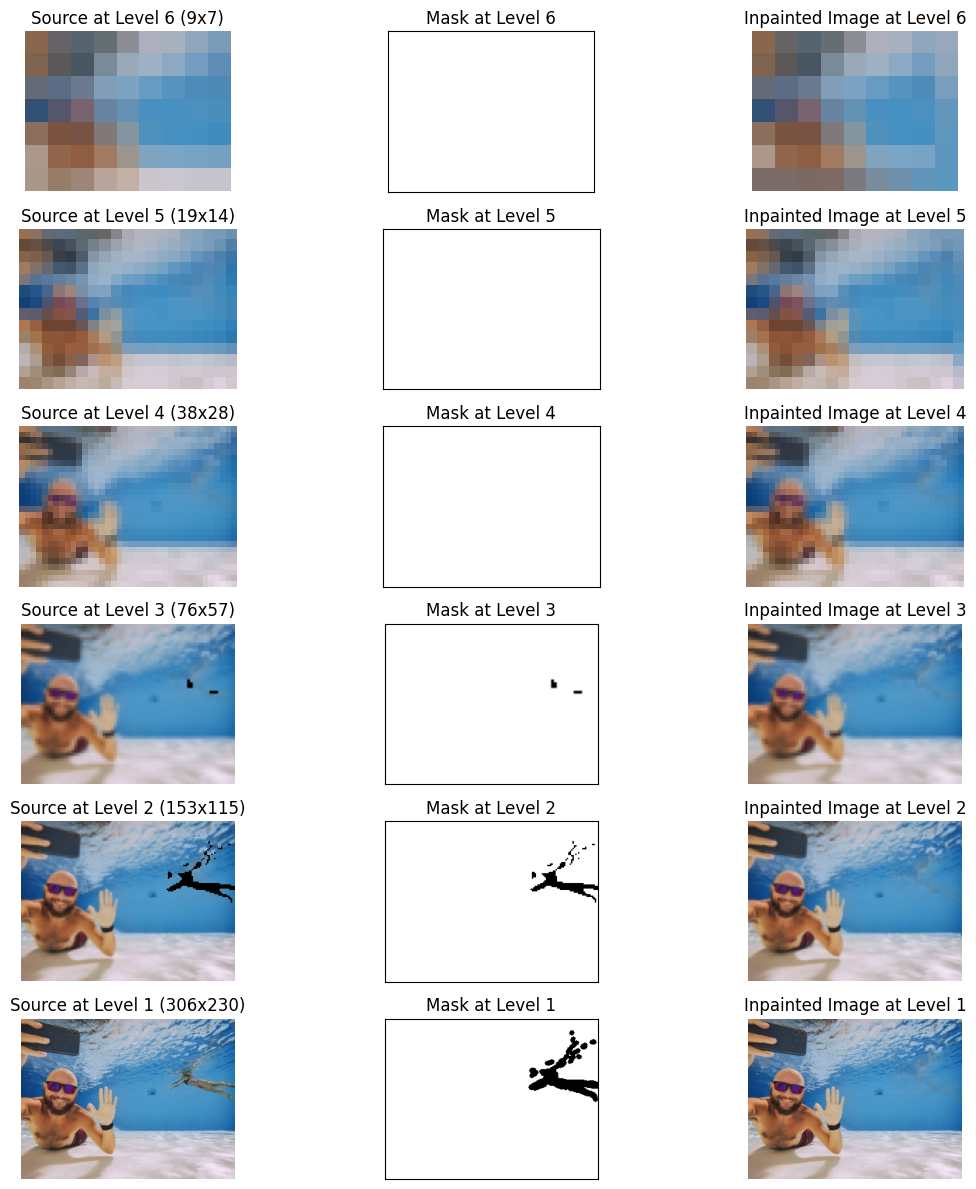 Source at Level 6 (9x7)
Mask at Level 6
Inpainted Image at Level 6
Source at Level 5 (19x14)
Mask at Level 5
Inpainted Image at Level 5
Source at Level 4 (38x28)
Mask at Level 4
Inpainted Image at Level 4
Source at Level 3 (76x57)
Mask at Level 3
Inpainted Image at Level 3
Source at Level 2 (153x115)
Mask at Level 2
Inpainted Image at Level 2
Source at Level 1 (306x230)
Mask at Level 1
Inpainted Image at Level 1